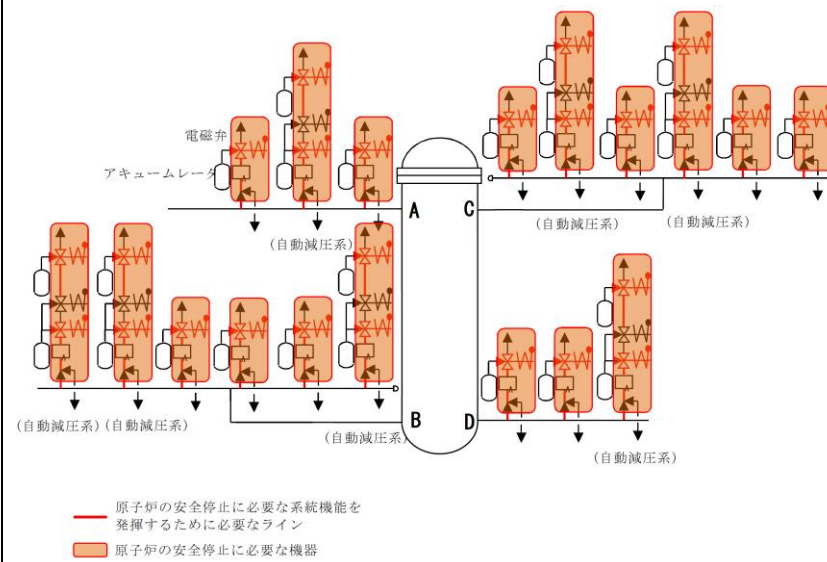 電磁弁
アキュームレータ
(自動減圧系)
(自動減圧系)
(自動減圧系)
A
C
(自動減圧系)
(自動減圧系)
(自動減圧系)
B
D
(自動減圧系)
原子炉の安全停止に必要な系統機能を
発揮するために必要なライン
原子炉の安全停止に必要な機器